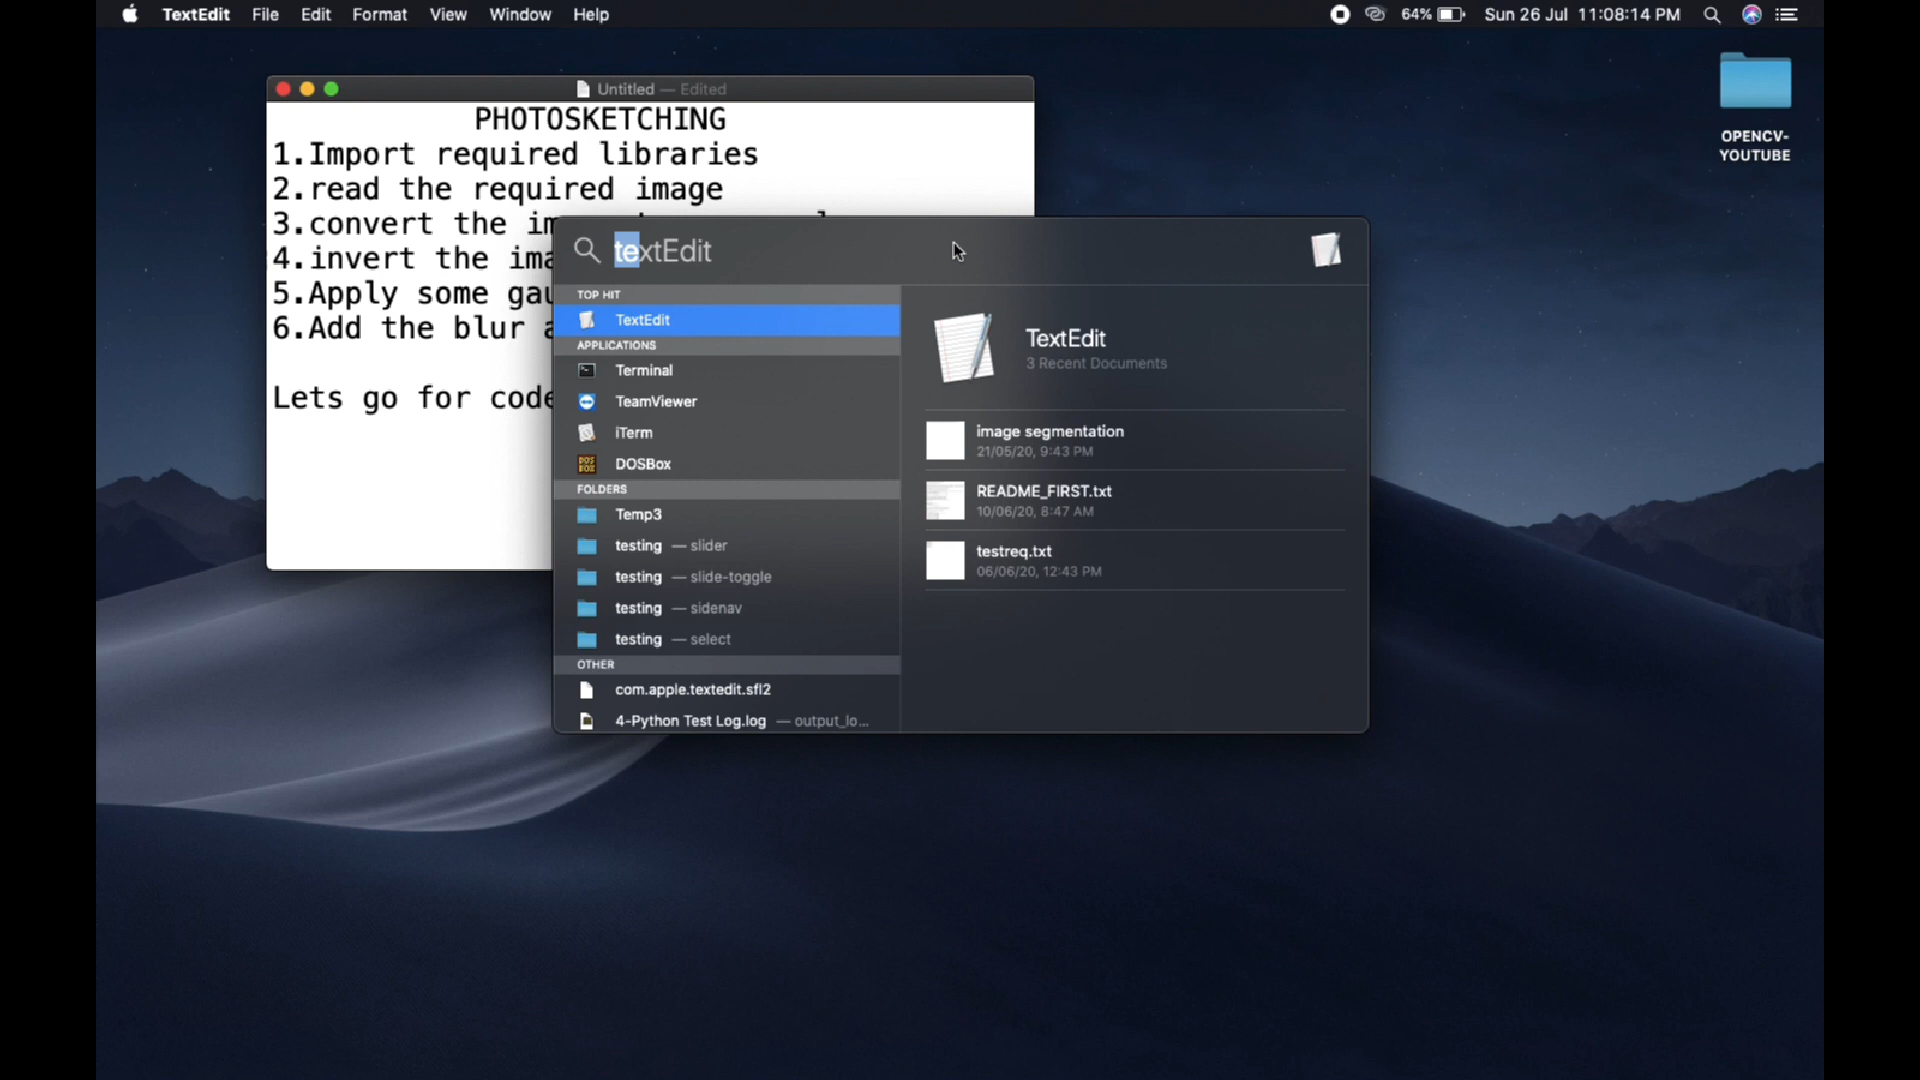 TextEdit File Edit Format View Window Help 64% Sun 26 Jul 11:08:14 PM
OPENCV-
YOUTUBE
Untitled — Edited
PHOTOSKETCHING
1.Import required libraries
2.read the required image
3.convert the
4.invert the
5.Apply some
6.Add the blur
Lets go for code
textEdit
TOP HIT
TextEdit
APPLICATIONS
Terminal
TeamViewer
iTerm
DOSBox
FOLDERS
Temp3
testing — slider
testing — slide-toggle
testing — sidenav
testing — select
OTHER
com.apple.textedit.sfl2
4-Python Test Log.log — output_lo...
TextEdit
3 Recent Documents
image segmentation
21/05/20, 9:43 PM
README_FIRST.txt
10/06/20, 8:47 AM
testreq.txt
06/06/20, 12:43 PM